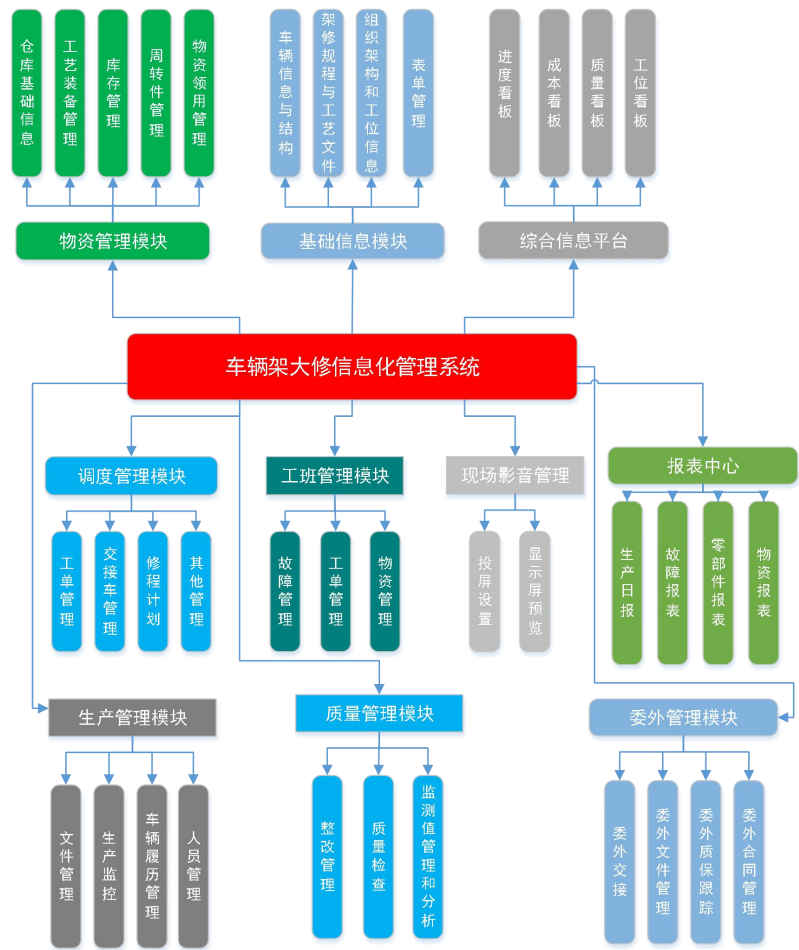 仓库基础信息
工艺装备管理
库存管理
周转件管理
物资领用管理
车辆信息与结构
架修规程与工艺文件
组织架构和工位信息
表单管理
进度看板
成本看板
质量看板
工位看板
物资管理模块
基础信息模块
综合信息平台
车辆架大修信息化管理系统
调度管理模块
工班管理模块
现场影音管理
报表中心
工单管理
交接车管理
修程计划
其他管理
故障管理
工单管理
物资管理
投屏设置
显示屏预览
生产日报
故障报表
零部件报表
物资报表
生产管理模块
质量管理模块
委外管理模块
文件管理
生产监控
车辆履历管理
人员管理
整改管理
质量检查
监测值管理和分析
委外交接
委外文件管理
委外质保跟踪
委外合同管理